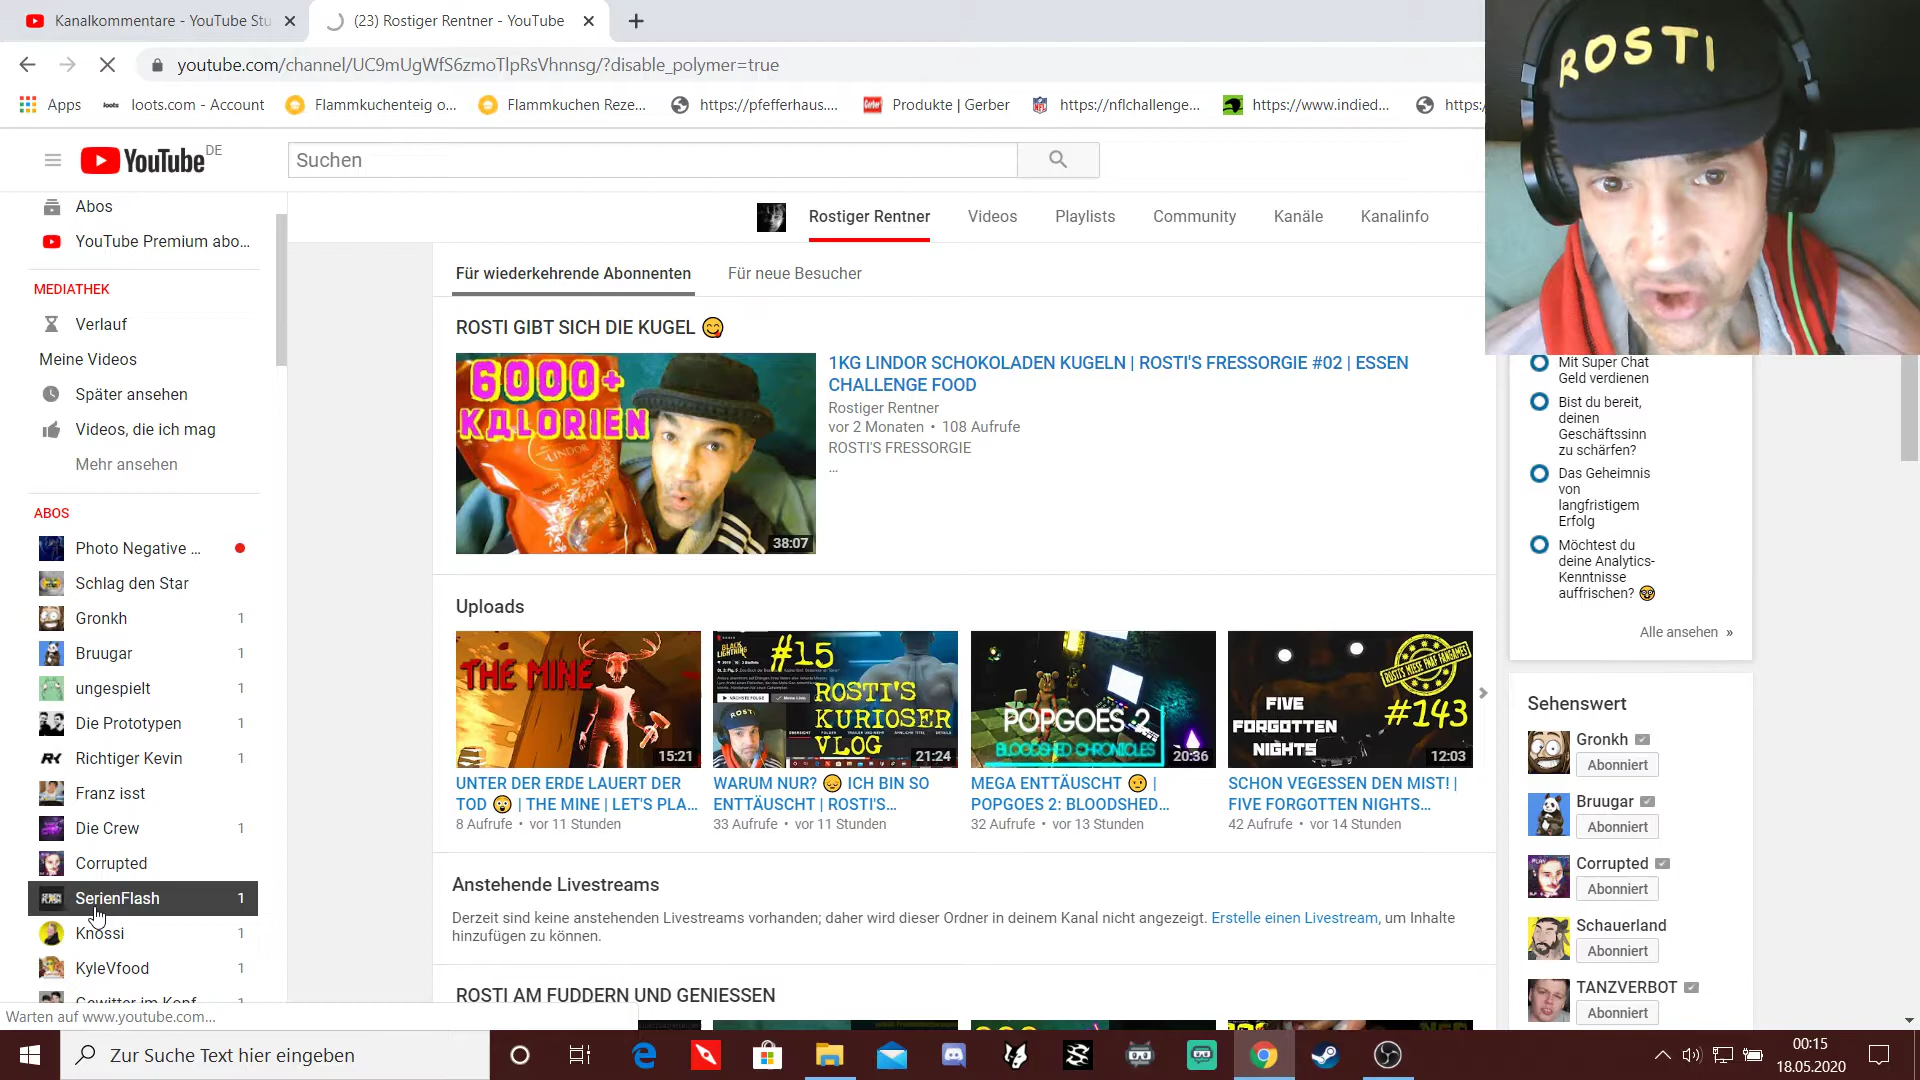 Kanalkommentare - YouTube Stu
(23) Rostiger Rentner - YouTube
youtube.com/channel/UC9mUgWfS6zmoTlpRsVhnnsg/?disable_polymer=true
Apps
loots.com - Account
Flammkuchenteig o...
Flammkuchen Reze...
https://pfefferhaus....
Produkte | Gerber
https://nflchallenge...
https://www.indied...
https:
ROSTI
YouTube DE
Suchen
Abos
YouTube Premium abo...
MEDIATHEK
Verlauf
Meine Videos
Später ansehen
Videos, die ich mag
Mehr ansehen
ABOS
Photo Negative ...
Schlag den Star
Gronkh 1
Bruugar 1
ungespielt 1
Die Prototypen 1
Richtiger Kevin 1
Franz isst
Die Crew 1
Corrupted
SerienFlash 1
Knossi 1
KyleVfood 1
Gewitter im Kopf 1
Warten auf www.youtube.com...
Rostiger Rentner
Videos
Playlists
Community
Kanäle
Kanalinfo
Für wiederkehrende Abonnenten
Für neue Besucher
ROSTI GIBT SICH DIE KUGEL 😋
6000+
KALORIEN
LINDOR
38:07
1KG LINDOR SCHOKOLADEN KUGELN | ROSTI'S FRESSORGIE #02 | ESSEN
CHALLENGE FOOD
Rostiger Rentner
vor 2 Monaten • 108 Aufrufe
ROSTI'S FRESSORGIE
...
Uploads
THE MINE
15:21
UNTER DER ERDE LAUERT DER
TOD 😲 | THE MINE | LET'S PLA...
8 Aufrufe • vor 11 Stunden
BLACK
LIGHTNING
#15
ROSTI'S
KURIOSER
VLOG
21:24
WARUM NUR? 😔 ICH BIN SO
ENTTÄUSCHT | ROSTI'S...
33 Aufrufe • vor 11 Stunden
POPGOES 2
BLOODSHED CHRONICLES
20:36
MEGA ENTTÄUSCHT 🤨 |
POPGOES 2: BLOODSHED...
32 Aufrufe • vor 13 Stunden
ROSTIS MIESE FNAF FANGAMES
#143
FIVE
FORGOTTEN
NIGHTS
12:03
SCHON VEGESSEN DEN MIST! |
FIVE FORGOTTEN NIGHTS...
42 Aufrufe • vor 14 Stunden
Anstehende Livestreams
Derzeit sind keine anstehenden Livestreams vorhanden; daher wird dieser Ordner in deinem Kanal nicht angezeigt. Erstelle einen Livestream, um Inhalte
hinzufügen zu können.
ROSTI AM FUDDERN UND GENIESSEN
Mit Super Chat
Geld verdienen
Bist du bereit,
deinen
Geschäftssinn
zu schärfen?
Das Geheimnis
von
langfristigem
Erfolg
Möchtest du
deine Analytics-
Kenntnisse
auffrischen? 🤓
Alle ansehen »
Sehenswert
Gronkh
Abonniert
Bruugar
Abonniert
Corrupted
Abonniert
Schauerland
Abonniert
TANZVERBOT
Abonniert
Zur Suche Text hier eingeben
00:15
18.05.2020